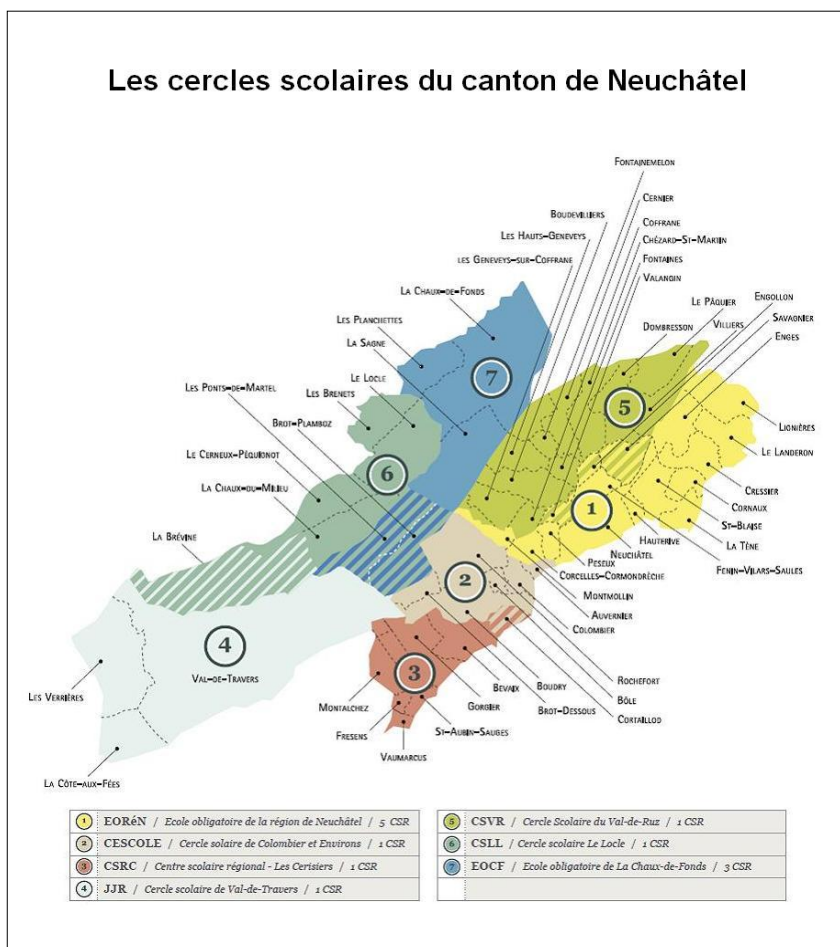 Les cercles scolaires du canton de Neuchâtel
Fontainemelon
Cernier
Boudevilliers
Coffrane
Les Hauts-Geneveys
Chézard-St-Martin
les Geneveys-sur-Coffrane
Fontaines
Valangin
Engollon
La Chaux-de-Fonds
Le Pâquier
Savagnier
Villiers
Les Planchettes
Dombresson
Enges
La Sagne
7
Le Locle
Les Ponts-de-Martel
5
Les Brenets
Lignières
Brot-Plamboz
Le Landeron
Le Cerneux-Péquignot
6
Cressier
La Chaux-du-Milieu
Cornaux
1
St-Blaise
La Brévine
Hauterive
La Tène
Neuchâtel
Peseux
Fenin-Vilars-Saules
Corcelles-Cormondrèche
2
Montmollin
Auvernier
Colombier
4
Val-de-Travers
3
Rochefort
Les Verrières
Bevaix
Boudry
Bôle
Montalchez
Gorgier
Brot-Dessous
Cortaillod
Fresens
St-Aubin-Sauges
Vaumarcus
La Côte-aux-Fées
1 EORéN / Ecole obligatoire de la région de Neuchâtel / 5 CSR
2 CESCOLE / Cercle solaire de Colombier et Environs / 1 CSR
3 CSRC / Centre scolaire régional - Les Cerisiers / 1 CSR
4 JJR / Cercle scolaire de Val-de-Travers / 1 CSR
5 CSVR / Cercle Scolaire du Val-de-Ruz / 1 CSR
6 CSLL / Cercle scolaire Le Locle / 1 CSR
7 EOCF / Ecole obligatoire de La Chaux-de-Fonds / 3 CSR